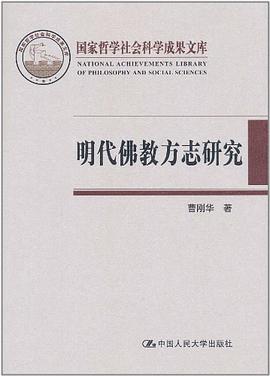 国家哲学社会科学成果文库
NATIONAL ACHIEVEMENTS LIBRARY
OF PHILOSOPHY AND SOCIAL SCIENCES
明代佛教方志研究
曹刚华 著
中国人民大学出版社